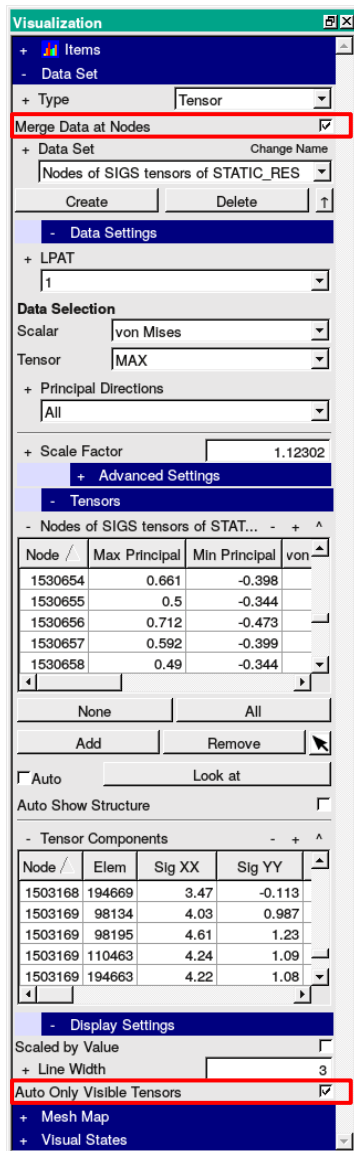 Visualization
+ Items
- Data Set
+ Type Tensor
Merge Data at Nodes
+ Data Set Change Name
Nodes of SIGS tensors of STATIC_RES
Create Delete ↑
- Data Settings
+ LPAT
1
Data Selection
Scalar von Mises
Tensor MAX
+ Principal Directions
All
+ Scale Factor 1.12302
+ Advanced Settings
- Tensors
- Nodes of SIGS tensors of STAT... - + ^
Node Max Principal Min Principal von
1530654 0.661 -0.398
1530655 0.5 -0.344
1530656 0.712 -0.473
1530657 0.592 -0.399
1530658 0.49 -0.344
None All
Add Remove
Auto Look at
Auto Show Structure
- Tensor Components - + ^
Node Elem Sig XX Sig YY
1503168 194669 3.47 -0.113
1503169 98134 4.03 0.987
1503169 98195 4.61 1.23
1503169 110463 4.24 1.09
1503169 194663 4.22 1.08
- Display Settings
Scaled by Value
+ Line Width 3
Auto Only Visible Tensors
+ Mesh Map
+ Visual States